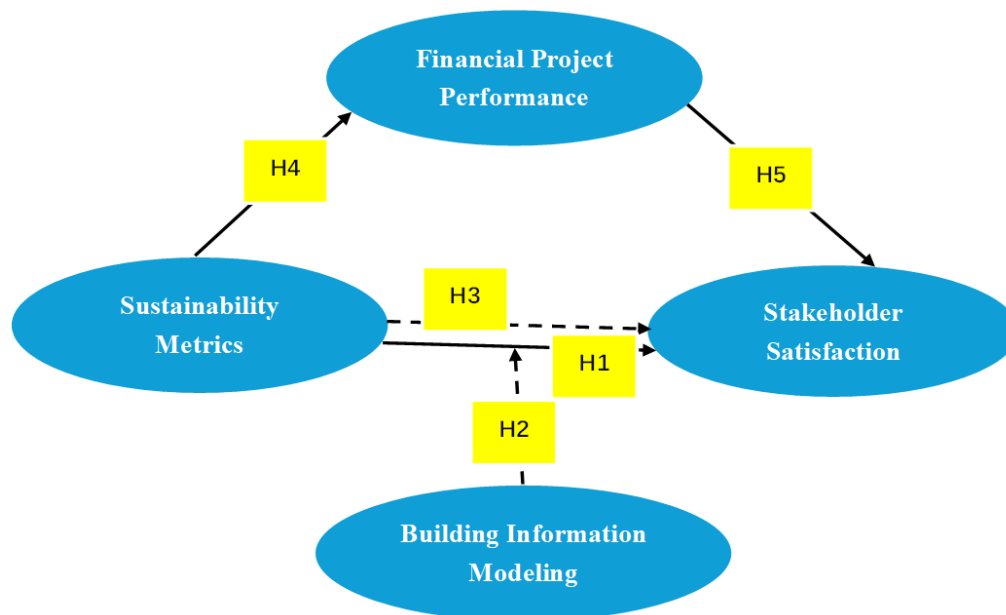 Financial Project
Performance
H4
H5
Sustainability
Metrics
H3
Stakeholder
Satisfaction
H1
H2
Building Information
Modeling